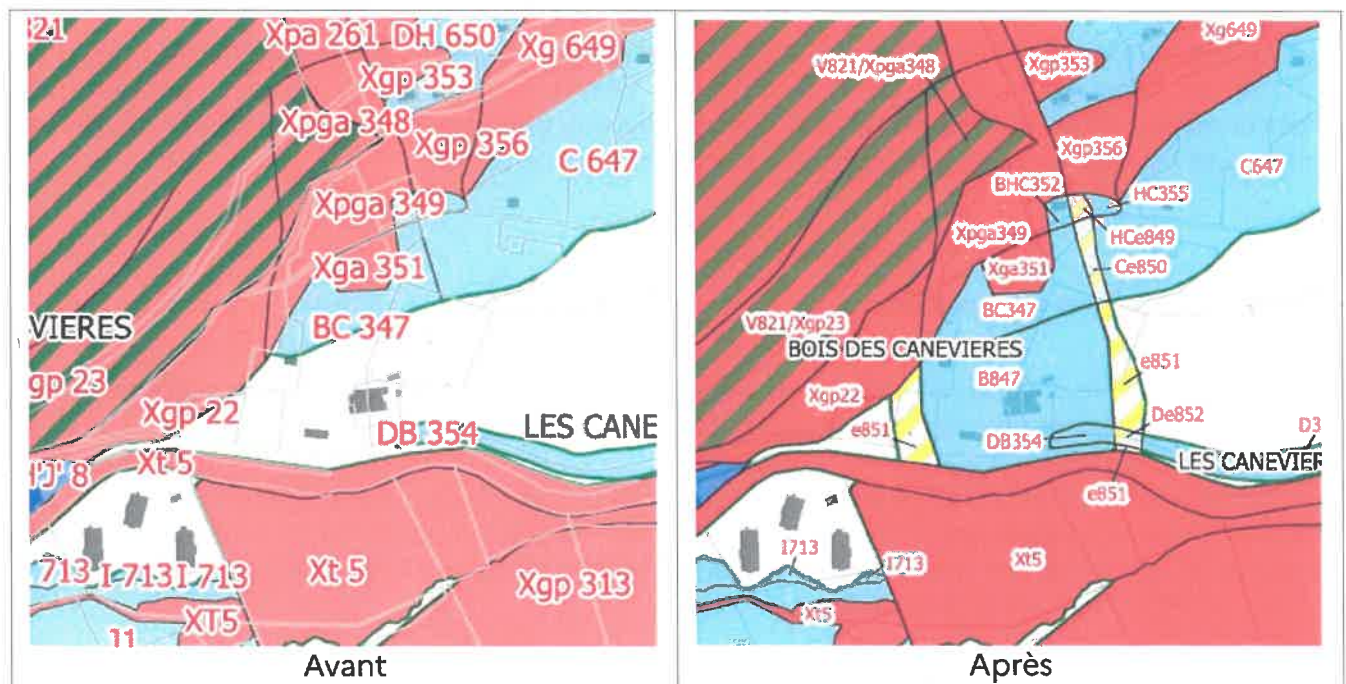 321
Xpa 261
DH 650
Xg 649
Xgp 353
Xpga 348
Xgp 356
C 647
Xpga 349
Xga 351
BC 347
VIERES
gp 23
Xgp 22
DB 354
LES CANE
Xt 5
8
713
I 713
I 713
Xt 5
Xgp 313
XT5
11
Avant
Xg649
V821/Xpga348
Xgp353
Xgp356
C647
BHC352
HC355
Xpga349
HCe849
Xga351
Ce850
BC347
V821/Xgp23
BOIS DES CANEVIERES
e851
B847
Xgp22
De852
e851
DB354
D3
LES CANEVIER
e851
I713
I713
Xt5
Xt5
Après